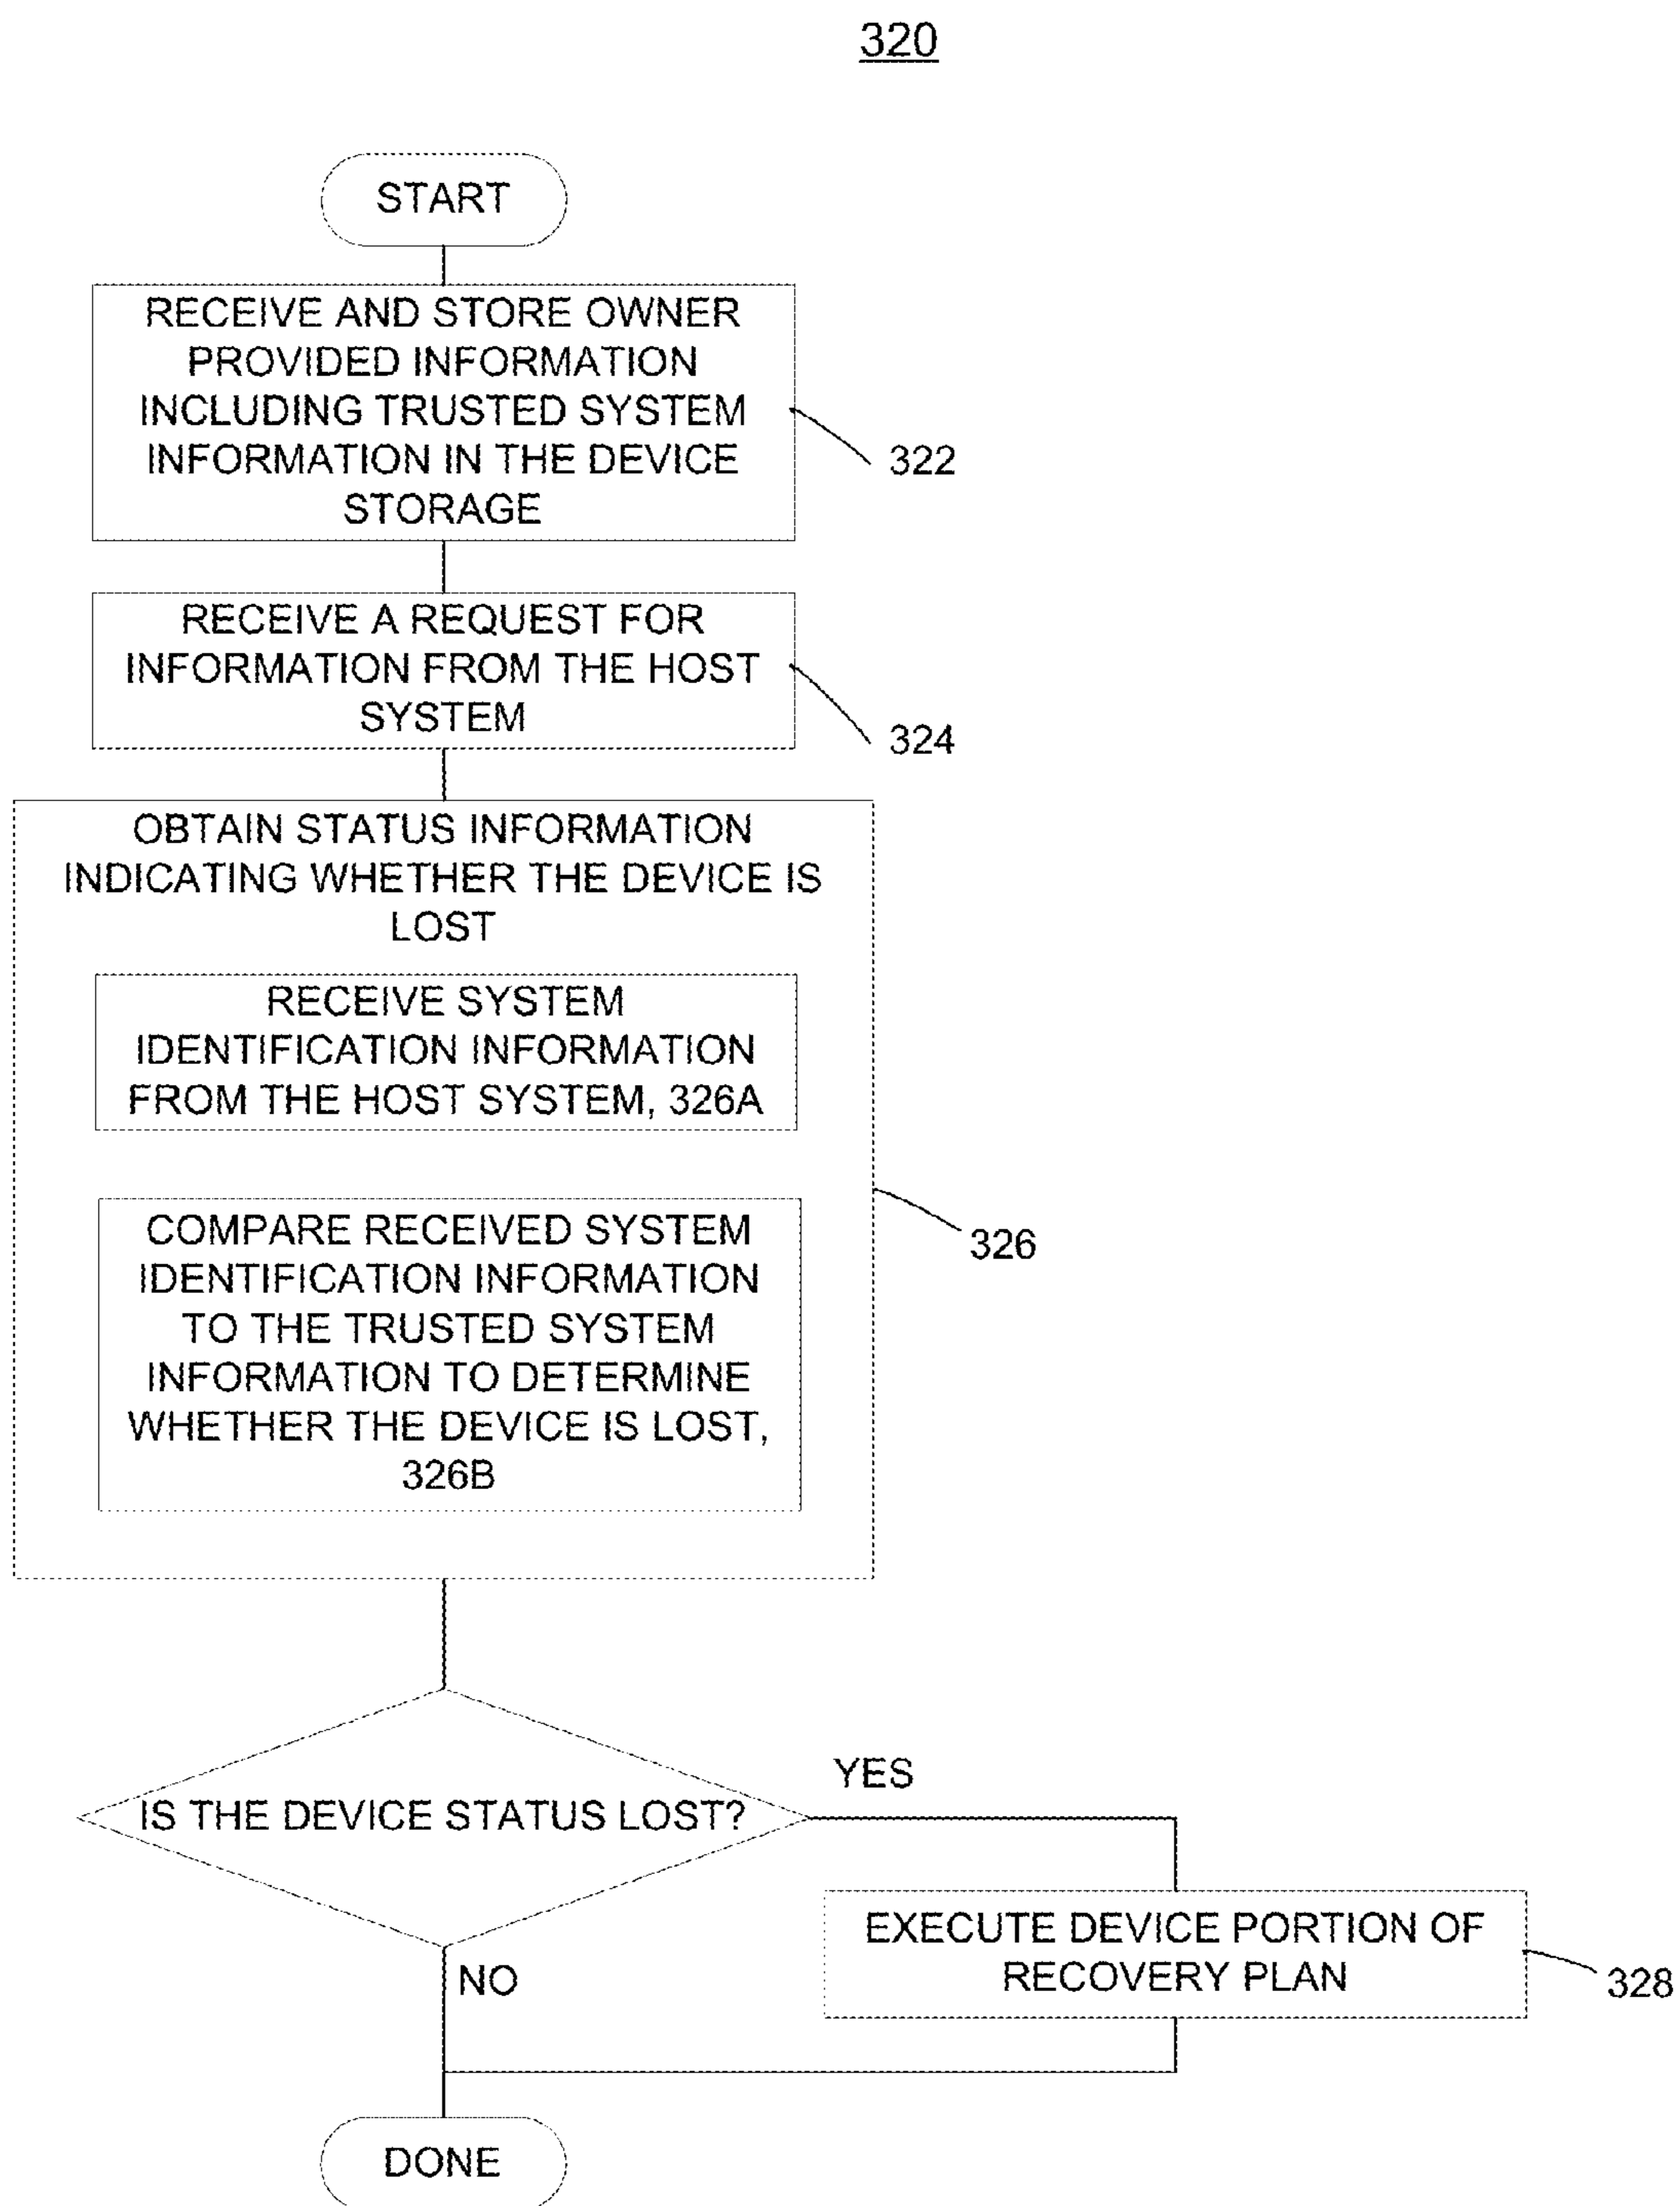 320
START
RECEIVE AND STORE OWNER
PROVIDED INFORMATION
INCLUDING TRUSTED SYSTEM
INFORMATION IN THE DEVICE
STORAGE
322
RECEIVE A REQUEST FOR
INFORMATION FROM THE HOST
SYSTEM
324
OBTAIN STATUS INFORMATION
INDICATING WHETHER THE DEVICE IS
LOST
RECEIVE SYSTEM
IDENTIFICATION INFORMATION
FROM THE HOST SYSTEM, 326A
COMPARE RECEIVED SYSTEM
IDENTIFICATION INFORMATION
TO THE TRUSTED SYSTEM
INFORMATION TO DETERMINE
WHETHER THE DEVICE IS LOST,
326B
326
IS THE DEVICE STATUS LOST?
YES
EXECUTE DEVICE PORTION OF
RECOVERY PLAN
328
NO
DONE